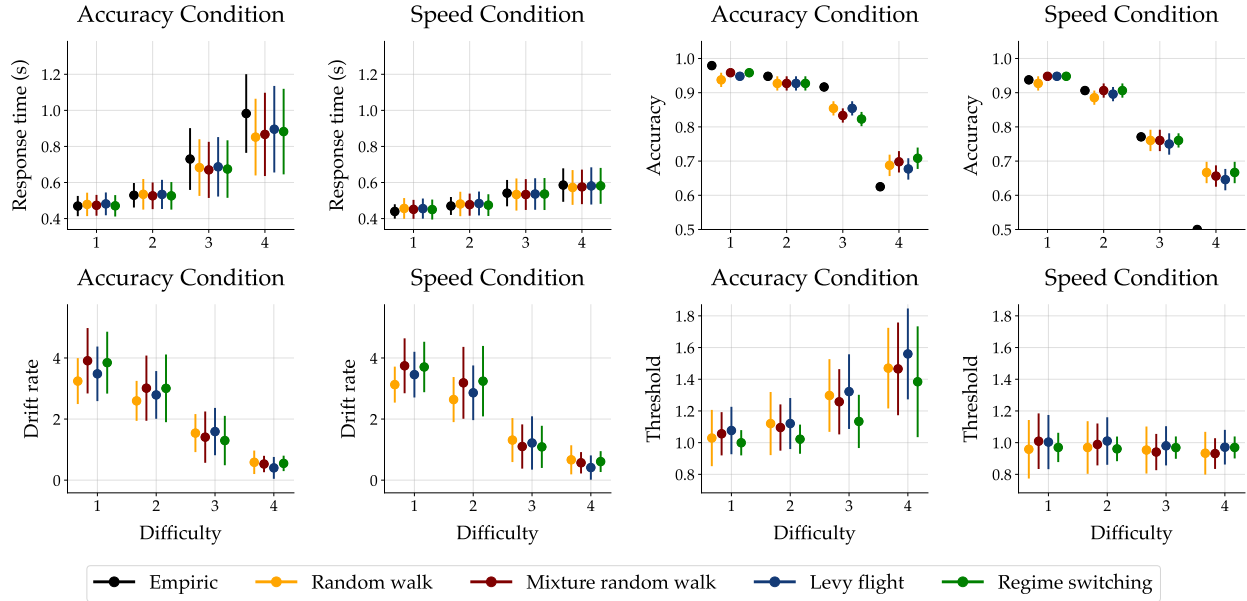 Accuracy Condition
Speed Condition
Accuracy Condition
Speed Condition
Response time (s)
1.2
1.0
0.8
0.6
0.4
1 2 3 4
Response time (s)
1.2
1.0
0.8
0.6
0.4
1 2 3 4
Accuracy
1.0
0.9
0.8
0.7
0.6
0.5
1 2 3 4
Accuracy
1.0
0.9
0.8
0.7
0.6
0.5
1 2 3 4
Accuracy Condition
Speed Condition
Accuracy Condition
Speed Condition
Drift rate
4
2
0
1 2 3 4
Difficulty
Drift rate
4
2
0
1 2 3 4
Difficulty
Threshold
1.8
1.6
1.4
1.2
1.0
0.8
1 2 3 4
Difficulty
Threshold
1.8
1.6
1.4
1.2
1.0
0.8
1 2 3 4
Difficulty
Empiric
Random walk
Mixture random walk
Levy flight
Regime switching